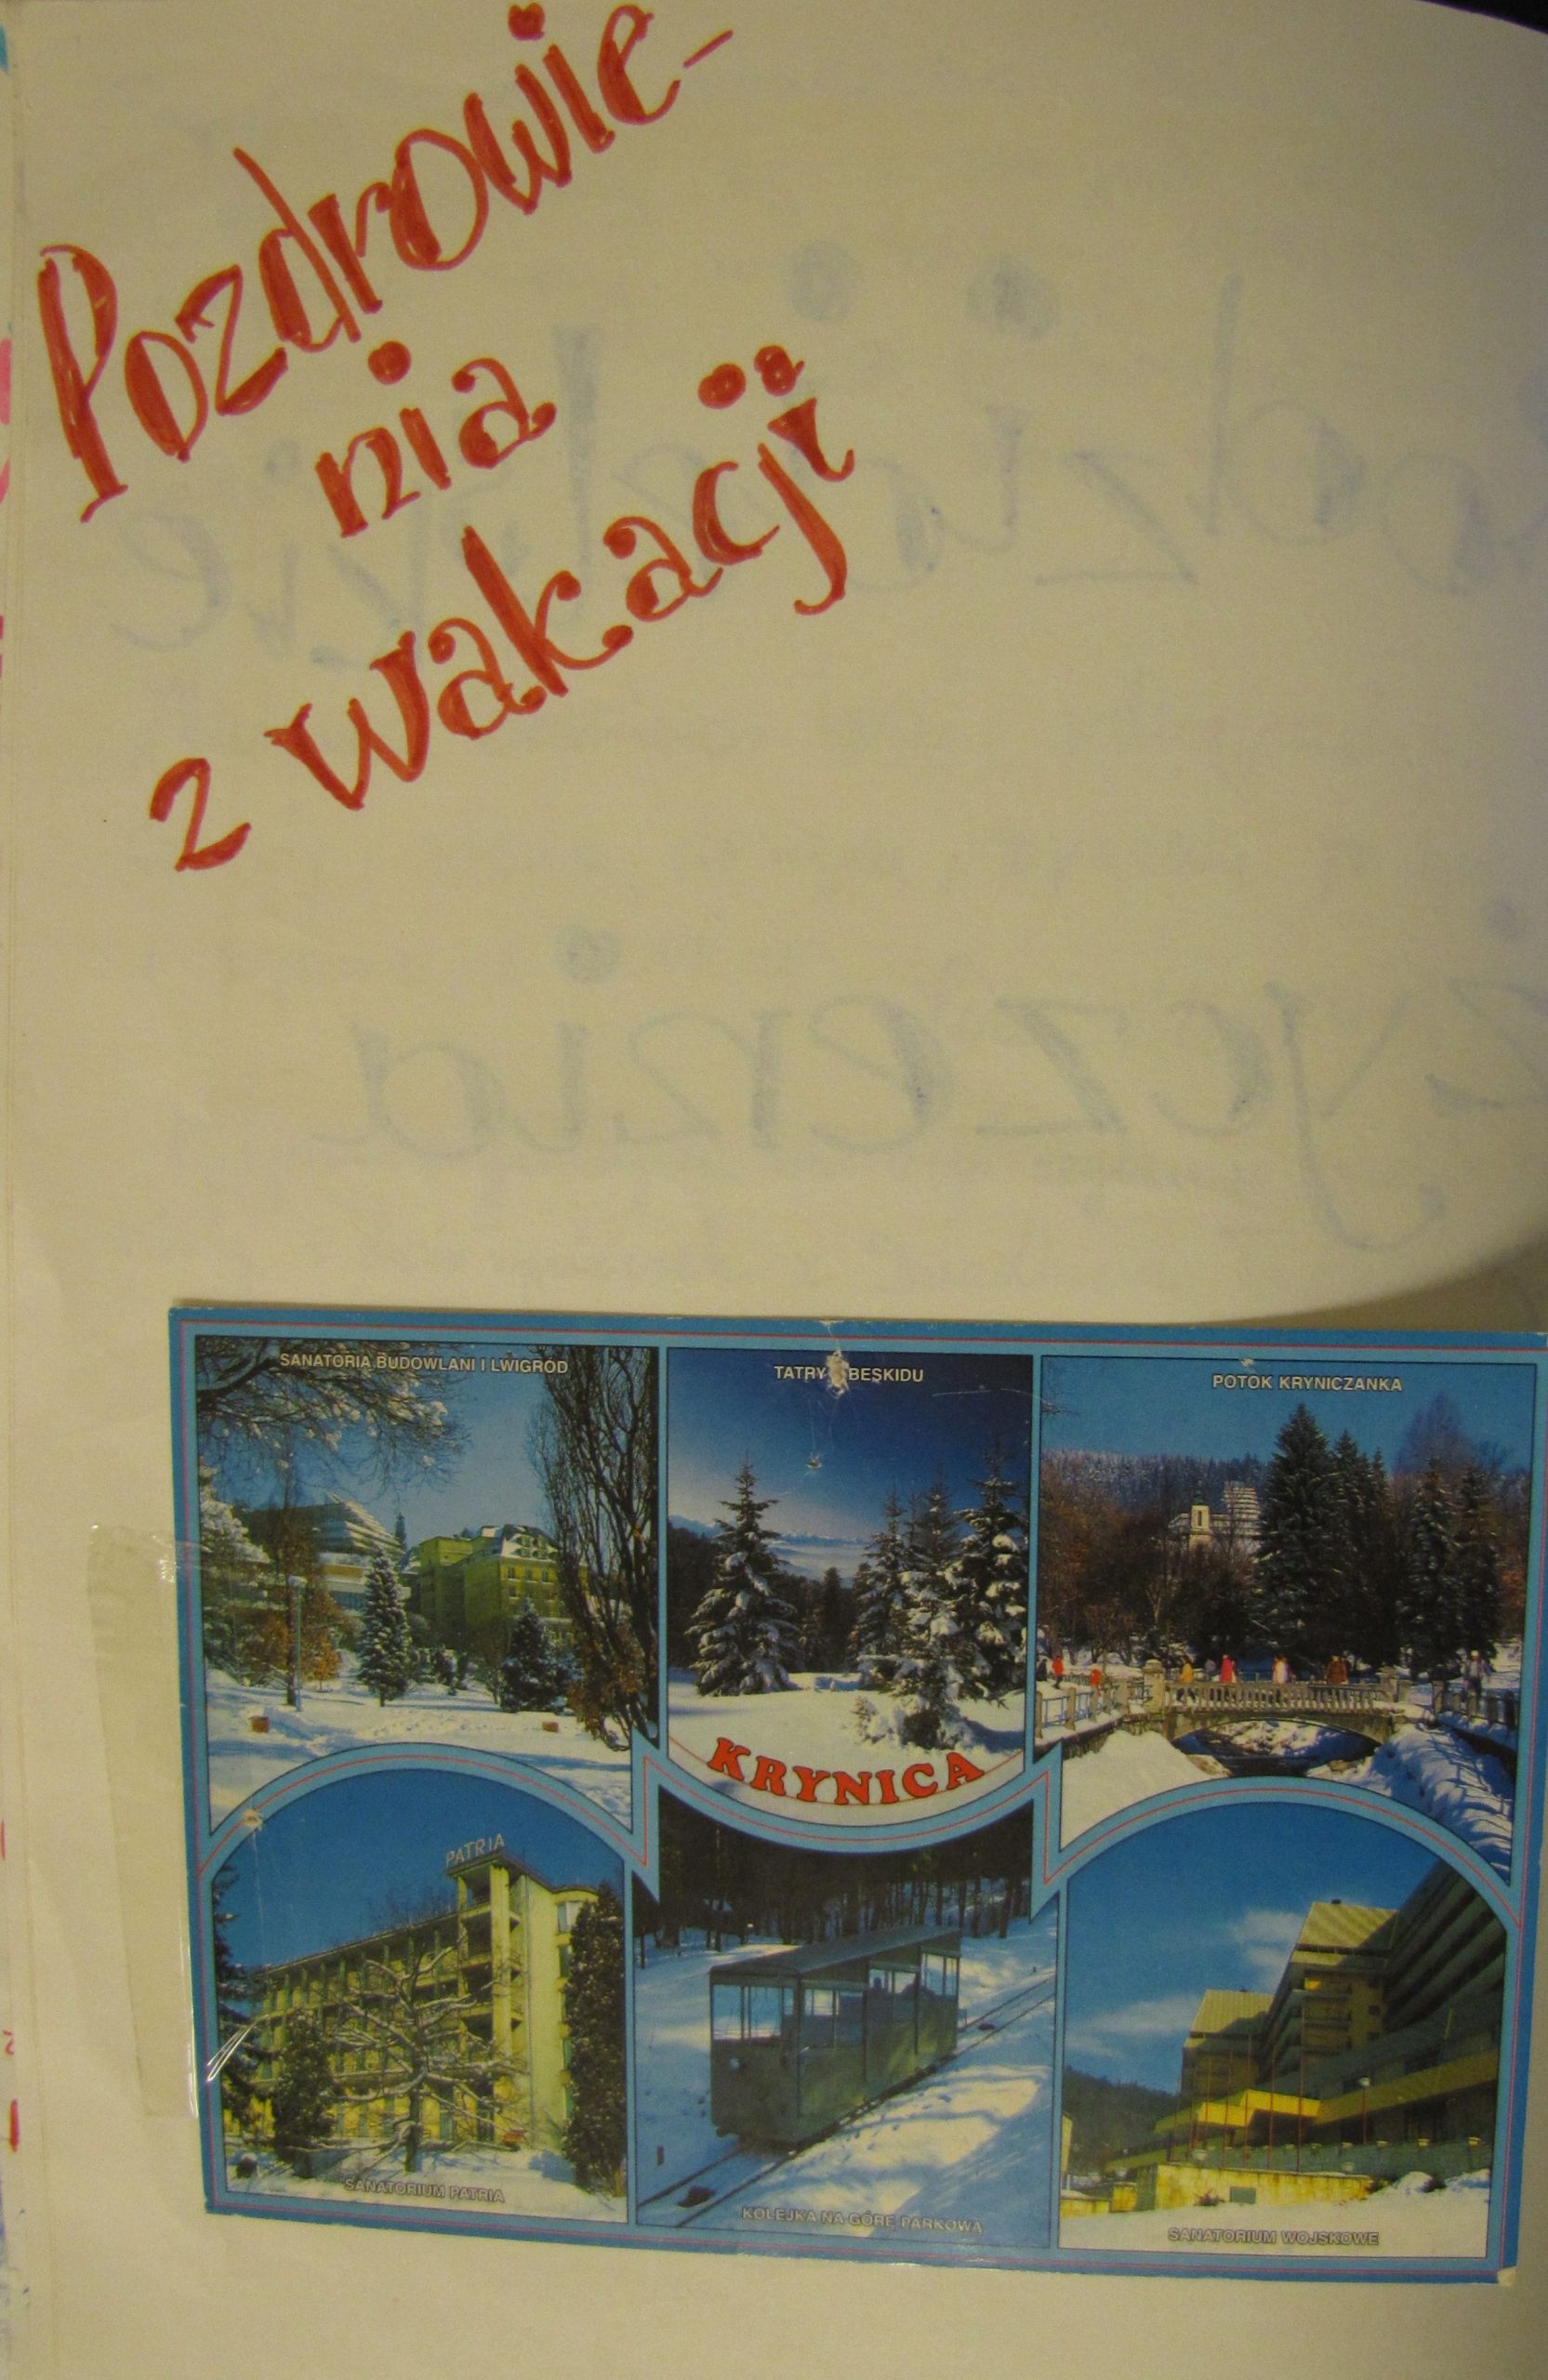 Pozdrowie-
nia
z wakacji
SANATORIA BUDOWLANI I LWIGRÓD
TATRY BESKIDU
POTOK KRYNICZANKA
KRYNICA
PATRIA
SANATORIUM PATRIA
KOLEJKA NA GÓRĘ PARKOWĄ
SANATORIUM WOJSKOWE